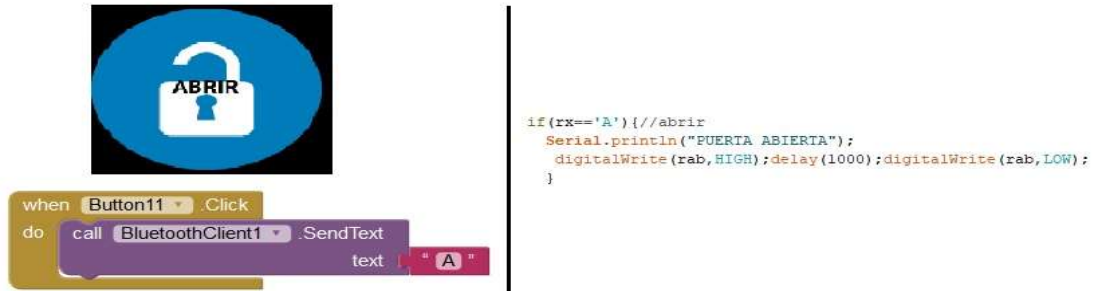 ABRIR
when Button11 .Click
do call BluetoothClient1 .SendText
text "A"
if(rx=='A'){//abrir
Serial.println("PUERTA ABIERTA");
digitalWrite(rab,HIGH);delay(1000);digitalWrite(rab,LOW);
}